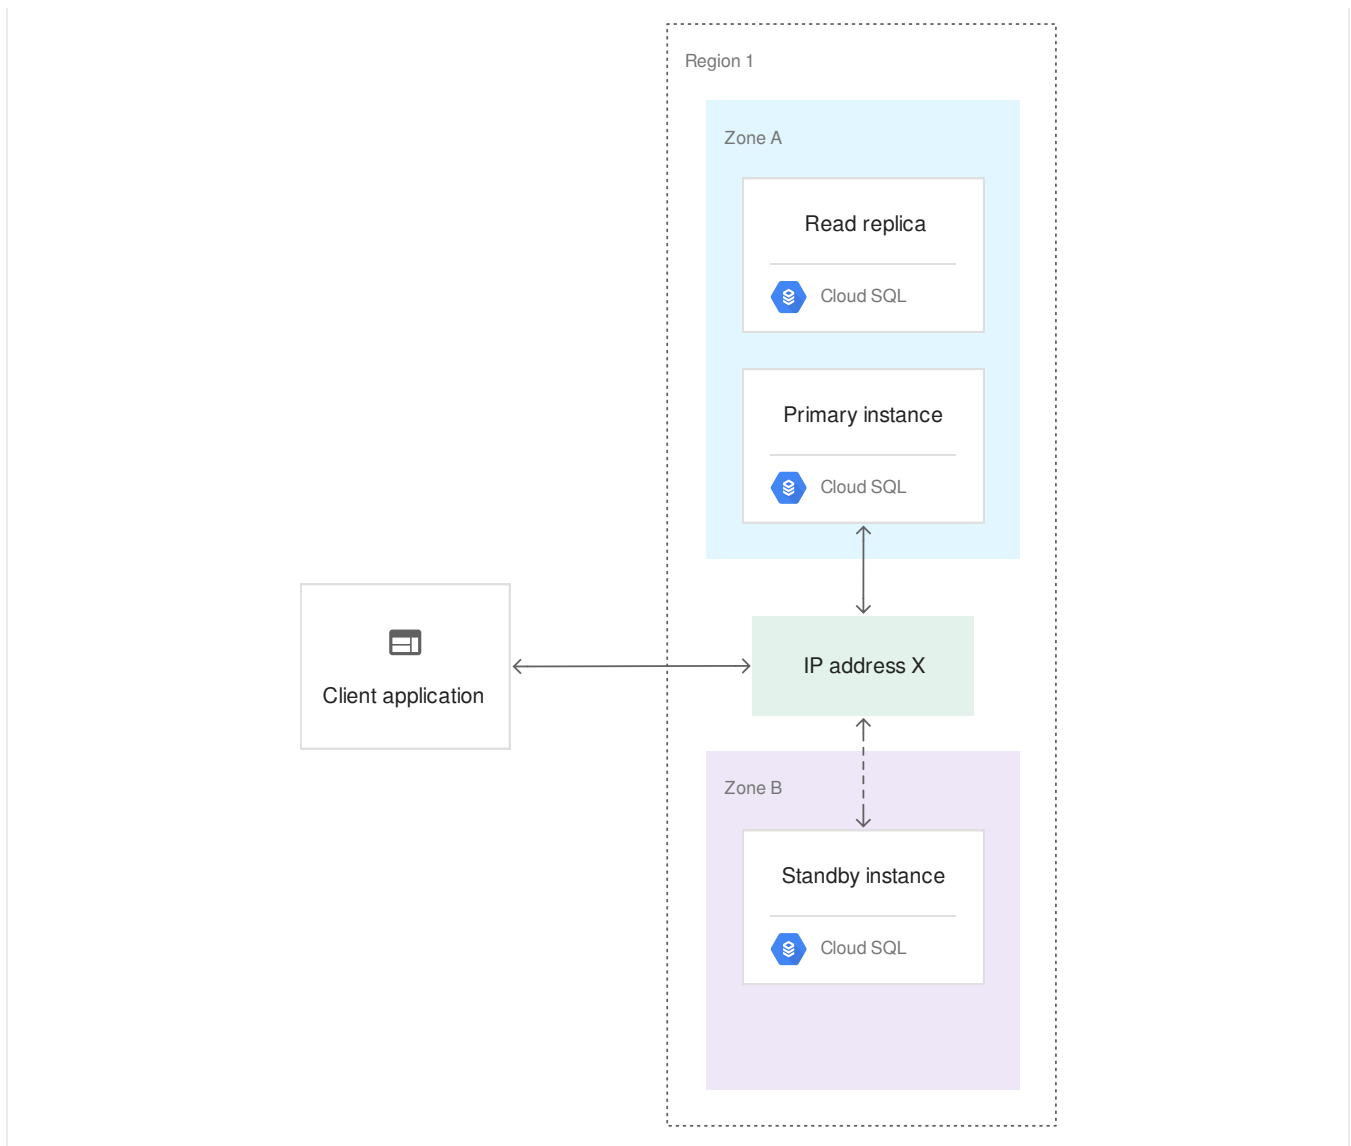 Region 1
Zone A
Read replica
Cloud SQL
Primary instance
Cloud SQL
Client application
IP address X
Zone B
Standby instance
Cloud SQL